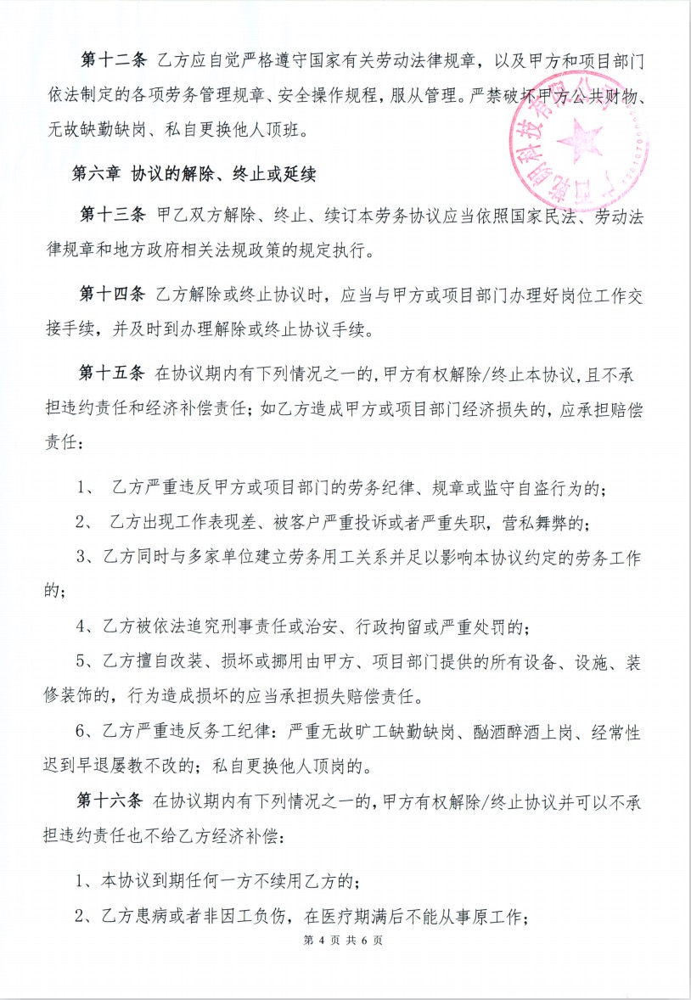 第十二条 乙方应自觉严格遵守国家有关劳动法律规章，以及甲方和项目部门
依法制定的各项劳务管理规章、安全操作规程，服从管理。严禁破坏甲方公共财物、
无故缺勤缺岗、私自更换他人顶班。
第六章 协议的解除、终止或延续
第十三条 甲乙双方解除、终止、续订本劳务协议应当依照国家民法、劳动法
律规章和地方政府相关法规政策的规定执行。
第十四条 乙方解除或终止协议时，应当与甲方或项目部门办理好岗位工作交
接手续，并及时到办理解除或终止协议手续。
第十五条 在协议期内有下列情况之一的,甲方有权解除/终止本协议,且不承
担违约责任和经济补偿责任；如乙方造成甲方或项目部门经济损失的，应承担赔偿
责任：
1、 乙方严重违反甲方或项目部门的劳务纪律、规章或监守自盗行为的；
2、 乙方出现工作表现差、被客户严重投诉或者严重失职，营私舞弊的；
3、乙方同时与多家单位建立劳务用工关系并足以影响本协议约定的劳务工作
的；
4、乙方被依法追究刑事责任或治安、行政拘留或严重处罚的；
5、乙方擅自改装、损坏或挪用由甲方、项目部门提供的所有设备、设施、装
修装饰的，行为造成损坏的应当承担损失赔偿责任。
6、乙方严重违反务工纪律：严重无故旷工缺勤缺岗、酗酒醉酒上岗、经常性
迟到早退屡教不改的；私自更换他人顶岗的。
第十六条 在协议期内有下列情况之一的,甲方有权解除/终止协议并可以不承
担违约责任也不给乙方经济补偿：
1、本协议到期任何一方不续用乙方的；
2、乙方患病或者非因工负伤，在医疗期满后不能从事原工作；
第 4 页 共 6 页